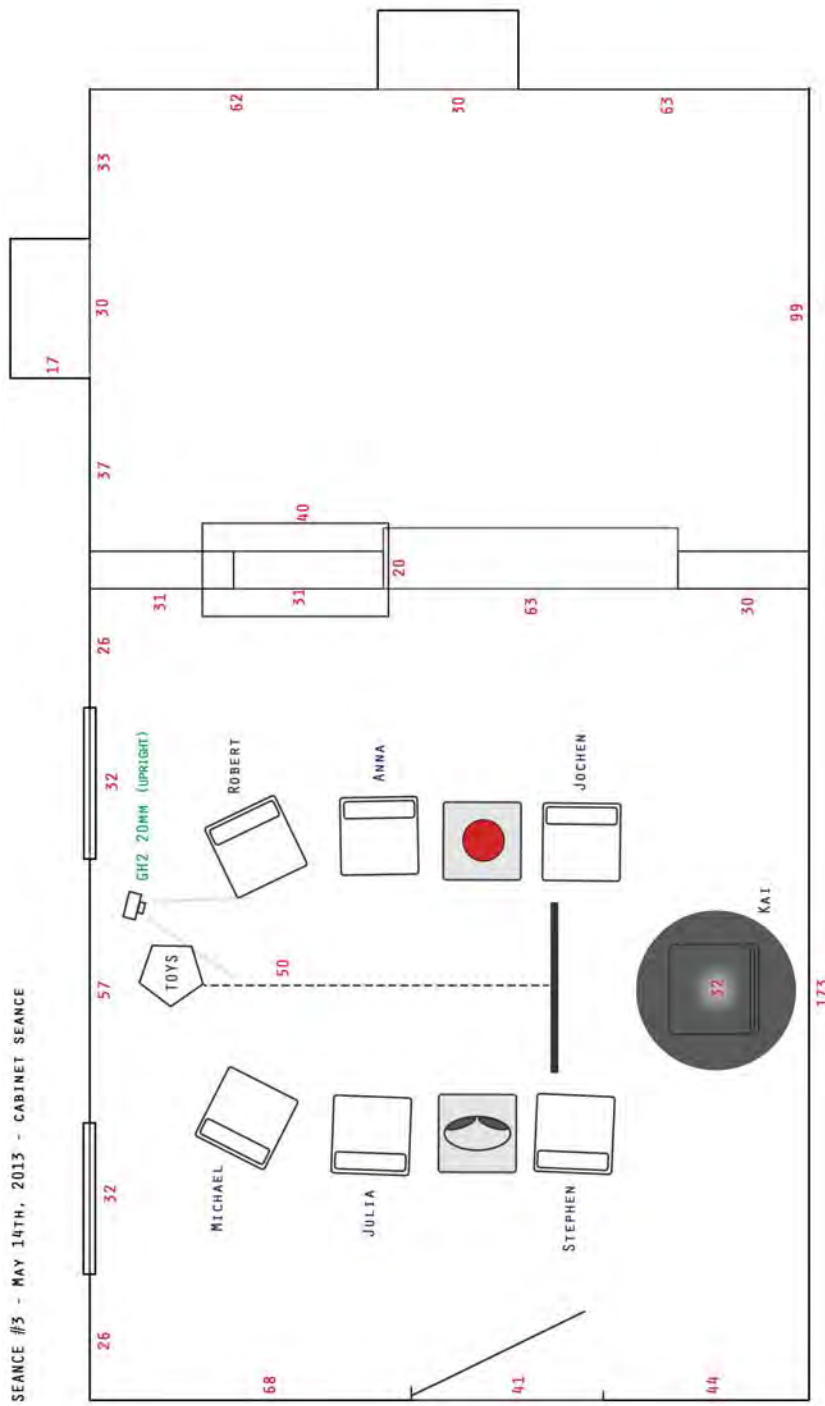 SEANCE #3 - MAY 14TH, 2013 - CABINET SEANCE
17
26
32
57
32
26
37
30
33
GH2 20MM (UPRIGHT)
TOYS
50
MICHAEL
JULIA
STEPHEN
ROBERT
ANNA
JOCHEN
KAI
32
68
41
44
31
31
40
20
63
30
62
30
63
173
99